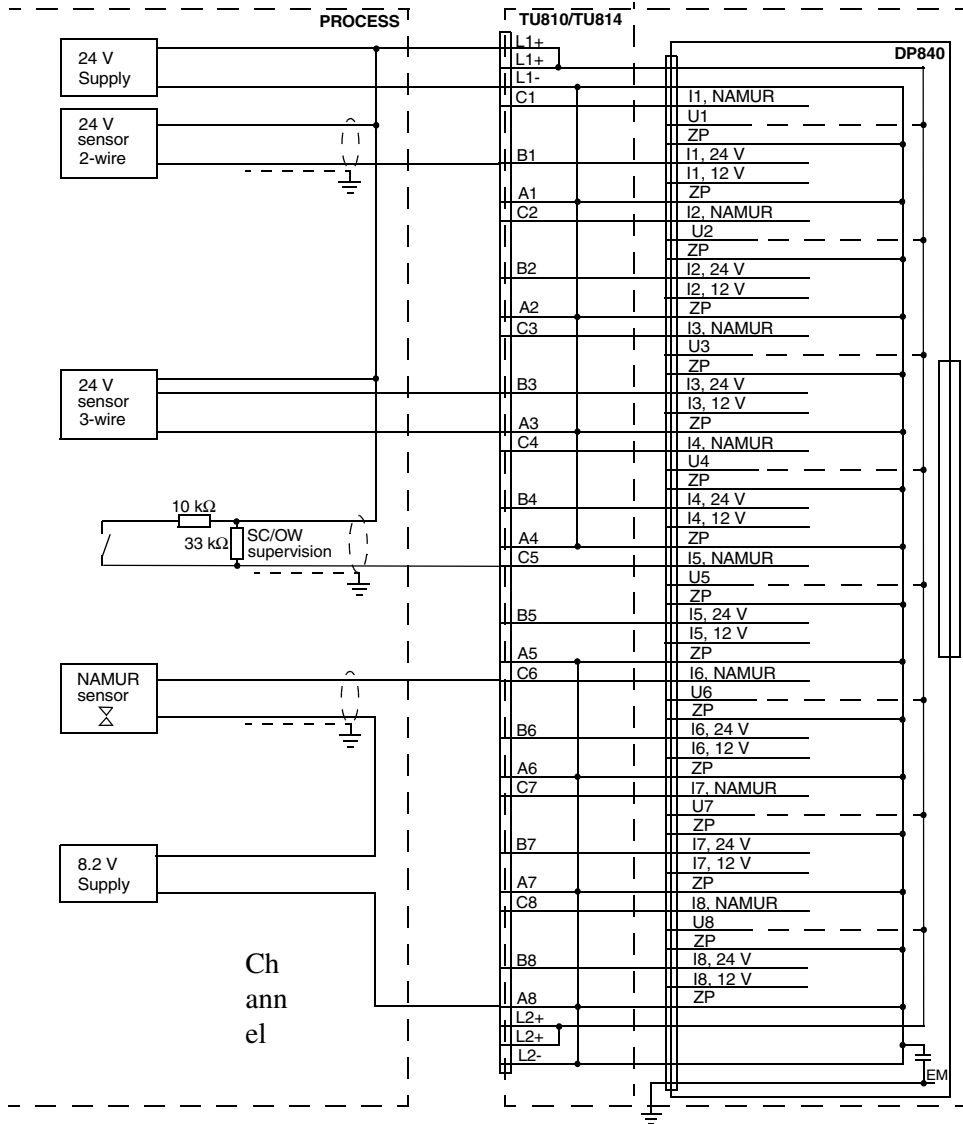 PROCESS
TU810/TU814
DP840
24 V
Supply
24 V
sensor
2-wire
24 V
sensor
3-wire
10 kΩ
33 kΩ
SC/OW
supervision
NAMUR
sensor
8.2 V
Supply
Ch
ann
el
L1+
L1+
L1-
C1
B1
A1
C2
B2
A2
C3
B3
A3
C4
B4
A4
C5
B5
A5
C6
B6
A6
C7
B7
A7
C8
B8
A8
L2+
L2+
L2-
I1, NAMUR
U1
ZP
I1, 24 V
I1, 12 V
ZP
I2, NAMUR
U2
ZP
I2, 24 V
I2, 12 V
ZP
I3, NAMUR
U3
ZP
I3, 24 V
I3, 12 V
ZP
I4, NAMUR
U4
ZP
I4, 24 V
I4, 12 V
ZP
I5, NAMUR
U5
ZP
I5, 24 V
I5, 12 V
ZP
I6, NAMUR
U6
ZP
I6, 24 V
I6, 12 V
ZP
I7, NAMUR
U7
ZP
I7, 24 V
I7, 12 V
ZP
I8, NAMUR
U8
ZP
I8, 24 V
I8, 12 V
ZP
EM